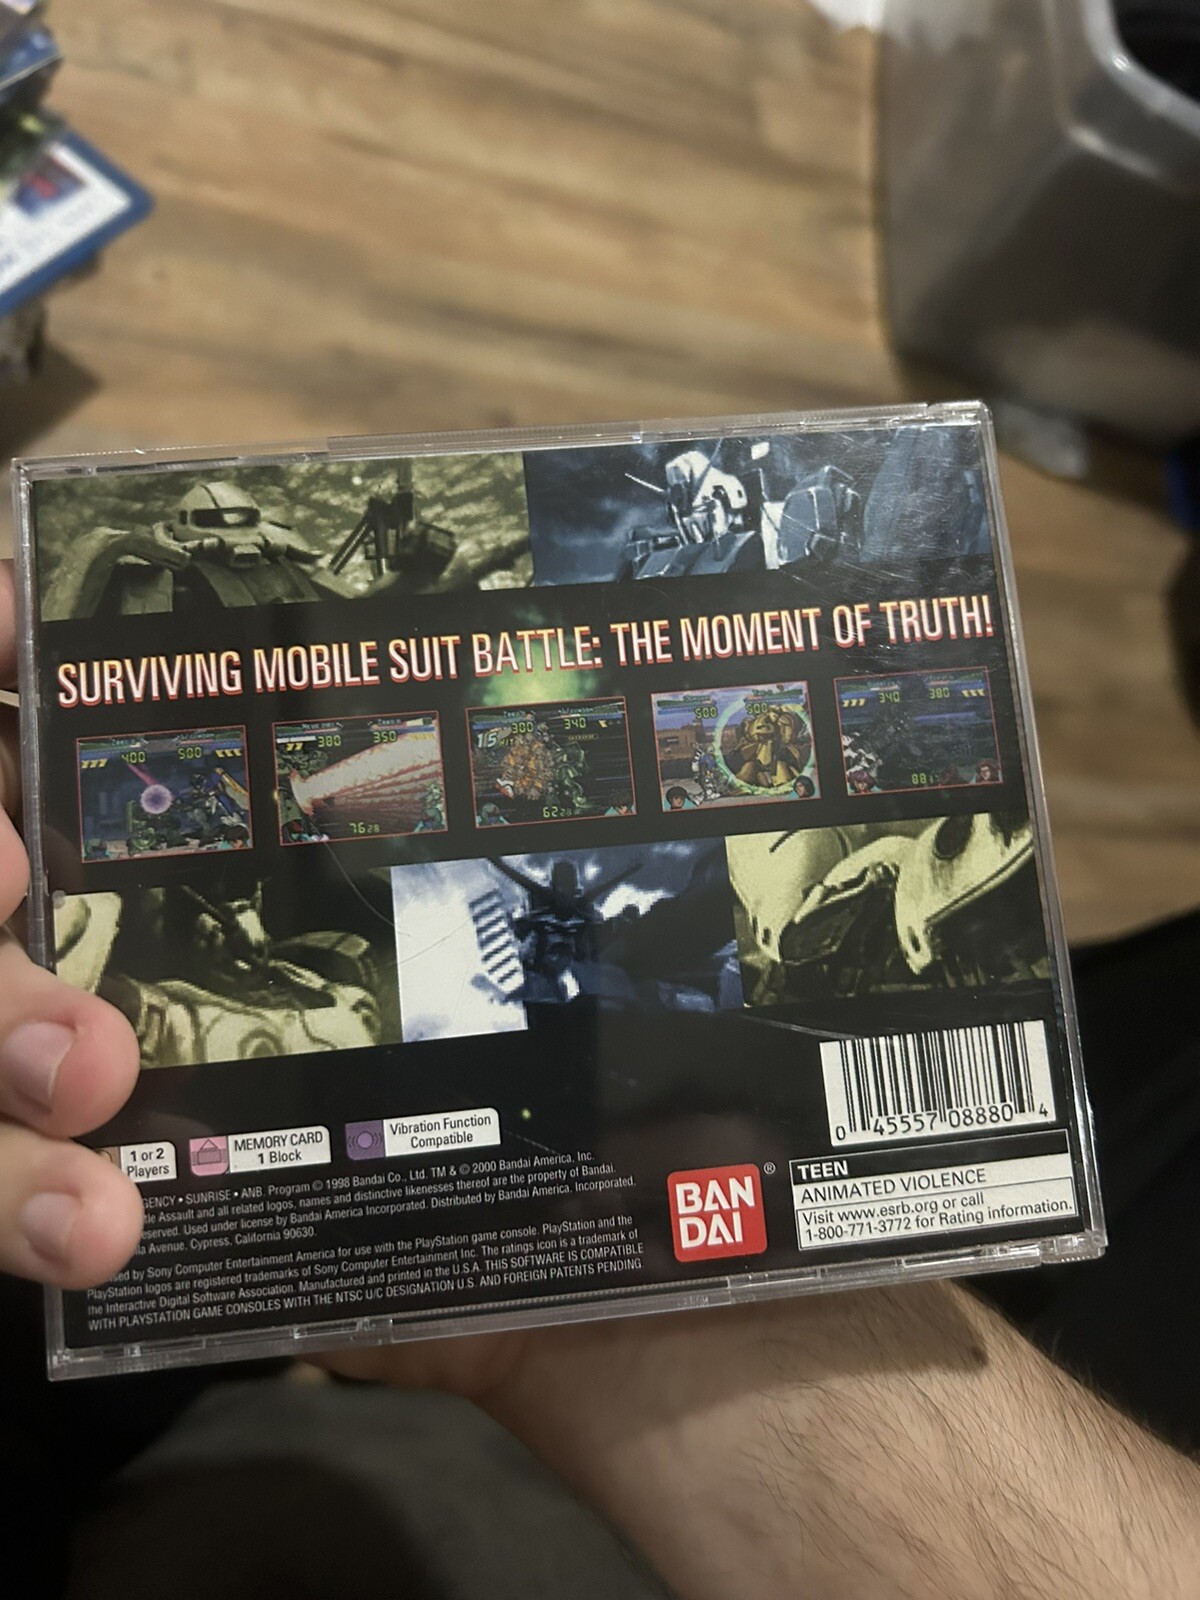 SURVIVING MOBILE SUIT BATTLE: THE MOMENT OF TRUTH!
400 500
380 350
76 28
15 300 340
62
500 500
340 380
88
1 or 2
Players
MEMORY CARD
1 Block
Vibration Function
Compatible
0 45557 08880 4
GENCY • SUNRISE • ANB. Program © 1998 Bandai Co., Ltd. TM & © 2000 Bandai America, Inc.
tle Assault and all related logos, names and distinctive likenesses thereof are the property of Bandai.
eserved. Used under license by Bandai America Incorporated. Distributed by Bandai America, Incorporated.
la Avenue. Cypress, California 90630.
sed by Sony Computer Entertainment America for use with the PlayStation game console. PlayStation and the
PlayStation logos are registered trademarks of Sony Computer Entertainment Inc. The ratings icon is a trademark of
the Interactive Digital Software Association. Manufactured and printed in the U.S.A. THIS SOFTWARE IS COMPATIBLE
WITH PLAYSTATION GAME CONSOLES WITH THE NTSC U/C DESIGNATION U.S. AND FOREIGN PATENTS PENDING
BAN
DAI
®
TEEN
ANIMATED VIOLENCE
Visit www.esrb.org or call
1-800-771-3772 for Rating information.